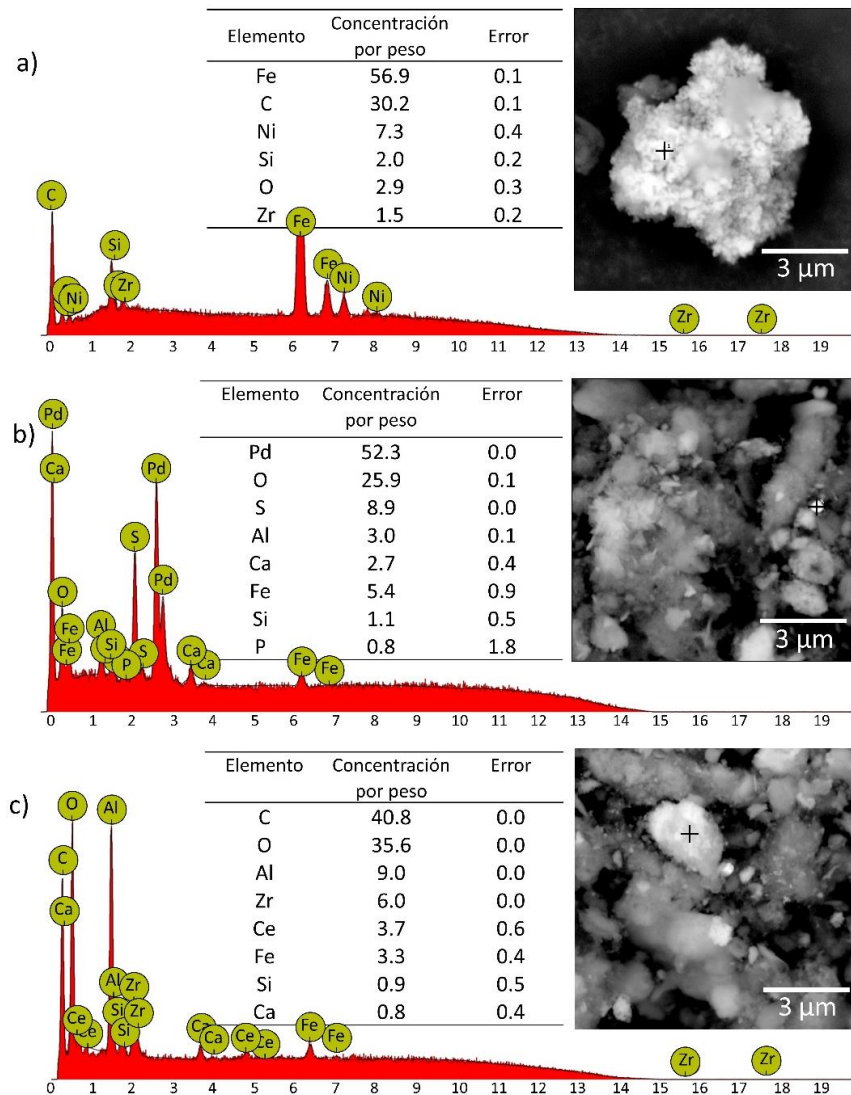 a)
Elemento Concentración por peso Error
Fe 56.9 0.1
C 30.2 0.1
Ni 7.3 0.4
Si 2.0 0.2
O 2.9 0.3
Zr 1.5 0.2
C
Ni
Si
Zr
Fe
Fe
Ni
Ni
Zr
Zr
3 µm
0 1 2 3 4 5 6 7 8 9 10 11 12 13 14 15 16 17 18 19
b)
Elemento Concentración por peso Error
Pd 52.3 0.0
O 25.9 0.1
S 8.9 0.0
Al 3.0 0.1
Ca 2.7 0.4
Fe 5.4 0.9
Si 1.1 0.5
P 0.8 1.8
Pd
Ca
O
Fe
Fe
Al
Si
P
S
S
Pd
Pd
Ca
Ca
Fe
Fe
3 µm
0 1 2 3 4 5 6 7 8 9 10 11 12 13 14 15 16 17 18 19
c)
Elemento Concentración por peso Error
C 40.8 0.0
O 35.6 0.0
Al 9.0 0.0
Zr 6.0 0.0
Ce 3.7 0.6
Fe 3.3 0.4
Si 0.9 0.5
Ca 0.8 0.4
O
C
Ca
Ce
Ce
Al
Al
Si
Si
Zr
Zr
Ca
Ca
Ce
Ce
Fe
Fe
Zr
Zr
3 µm
0 1 2 3 4 5 6 7 8 9 10 11 12 13 14 15 16 17 18 19